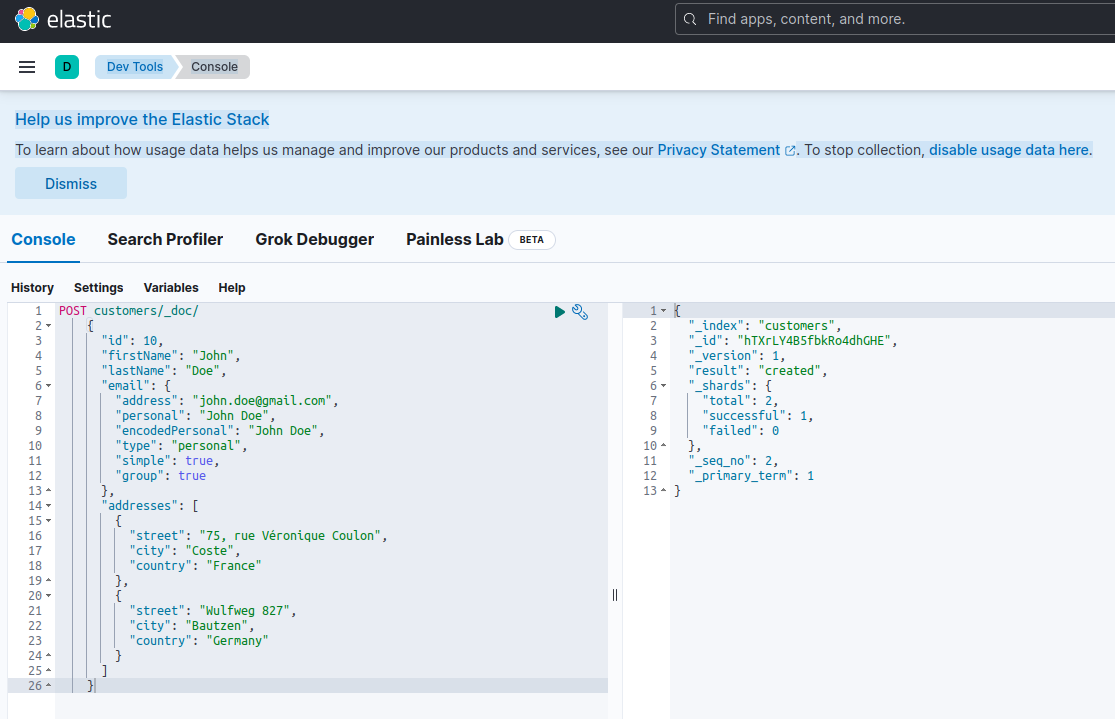 elastic
Find apps, content, and more.
D
Dev Tools
Console
Help us improve the Elastic Stack
To learn about how usage data helps us manage and improve our products and services, see our Privacy Statement. To stop collection, disable usage data here.
Dismiss
Console Search Profiler Grok Debugger Painless Lab BETA
History Settings Variables Help
1 POST customers/_doc/
2 {
3 "id": 10,
4 "firstName": "John",
5 "lastName": "Doe",
6 "email": {
7 "address": "john.doe@gmail.com",
8 "personal": "John Doe",
9 "encodedPersonal": "John Doe",
10 "type": "personal",
11 "simple": true,
12 "group": true
13 },
14 "addresses": [
15 {
16 "street": "75, rue Véronique Coulon",
17 "city": "Coste",
18 "country": "France"
19 },
20 {
21 "street": "Wulfweg 827",
22 "city": "Bautzen",
23 "country": "Germany"
24 }
25 ]
26 }
1 {
2 "_index": "customers",
3 "_id": "hTXrLY4B5fbkRo4dhGHE",
4 "_version": 1,
5 "result": "created",
6 "_shards": {
7 "total": 2,
8 "successful": 1,
9 "failed": 0
10 },
11 "_seq_no": 2,
12 "_primary_term": 1
13 }